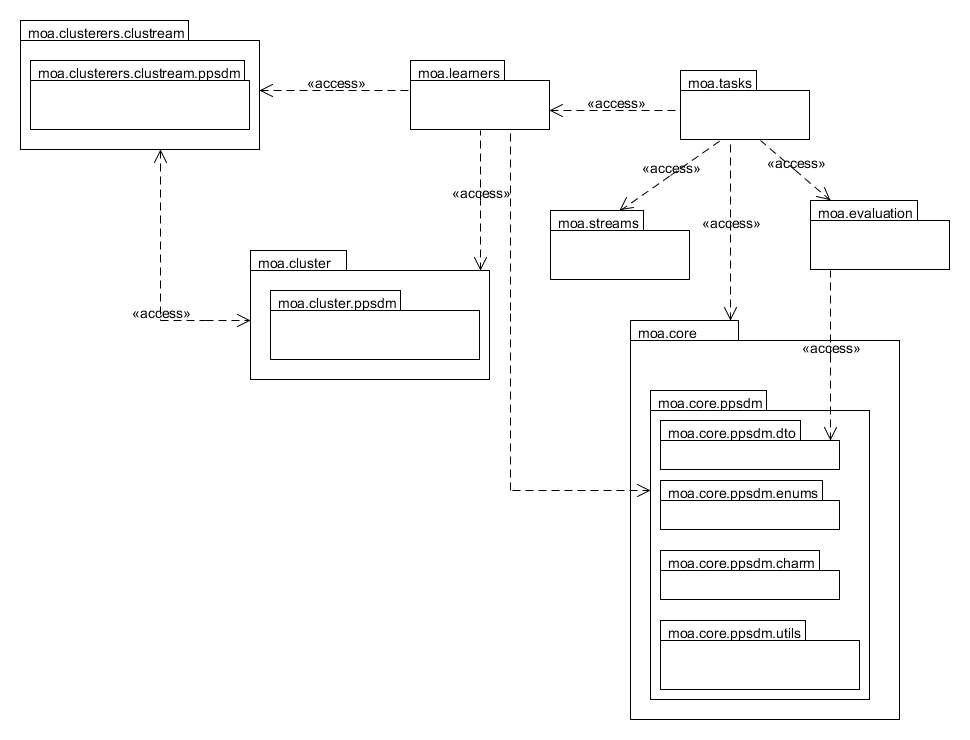 moa.clusterers.clustream
moa.clusterers.clustream.ppsdm
«access»
moa.learners
«access»
moa.tasks
«access»
«access»
«access»
moa.streams
«access»
moa.evaluation
moa.cluster
moa.cluster.ppsdm
«access»
moa.core
«access»
moa.core.ppsdm
moa.core.ppsdm.dto
moa.core.ppsdm.enums
moa.core.ppsdm.charm
moa.core.ppsdm.utils